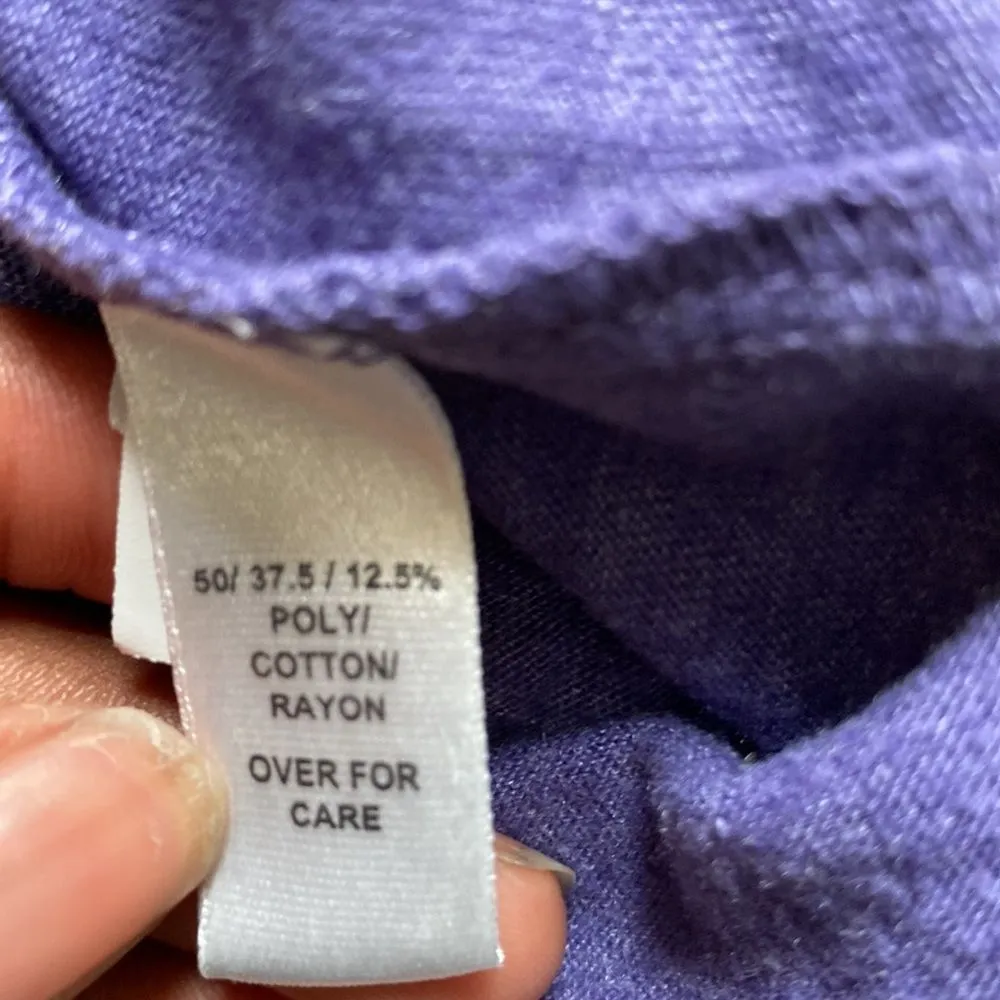 50/ 37.5 / 12.5%
POLY/
COTTON/
RAYON
OVER FOR
CARE